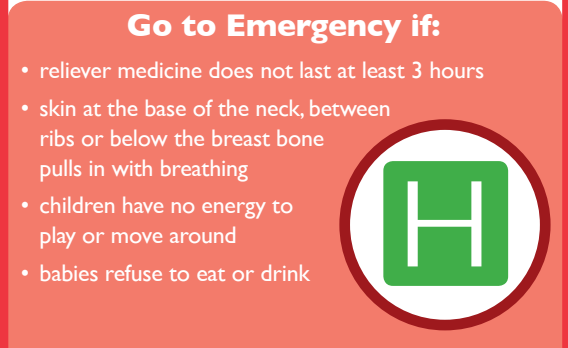 Go to Emergency if:
• reliever medicine does not last at least 3 hours
• skin at the base of the neck, between
ribs or below the breast bone
pulls in with breathing
• children have no energy to
play or move around
• babies refuse to eat or drink
H